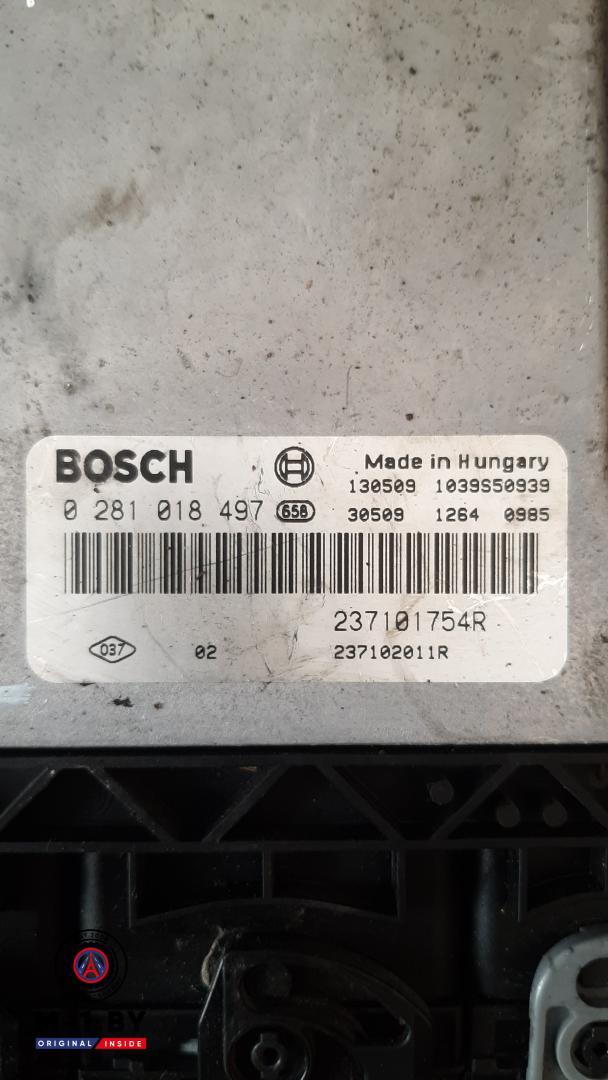 BOSCH
Made in Hungary
130509 1039S50939
0 281 018 497 658
30509 1264 0985
237101754R
037 02 237102011R
ORIGINAL INSIDE